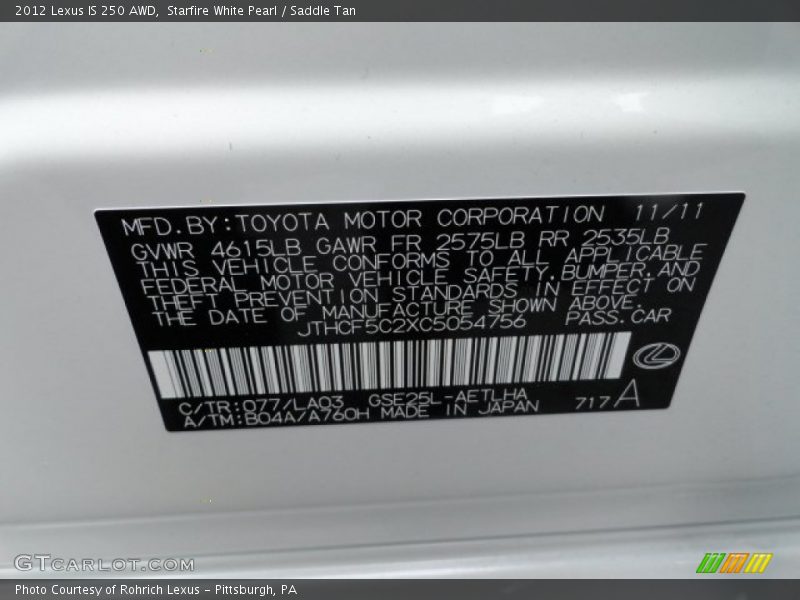 2012 Lexus IS 250 AWD, Starfire White Pearl / Saddle Tan
MFD. BY: TOYOTA MOTOR CORPORATION 11/11
GVWR 4615LB GAWR FR 2575LB RR 2535LB
THIS VEHICLE CONFORMS TO ALL APPLICABLE
FEDERAL MOTOR VEHICLE SAFETY, BUMPER, AND
THEFT PREVENTION STANDARDS IN EFFECT ON
THE DATE OF MANUFACTURE SHOWN ABOVE.
JTHCF5C2XC5054756 PASS. CAR
C/TR: 077/LA03 GSE25L-AETLHA
A/TM: B04A/A760H MADE IN JAPAN 717A
GTCARLOT.COM
Photo Courtesy of Rohrich Lexus - Pittsburgh, PA